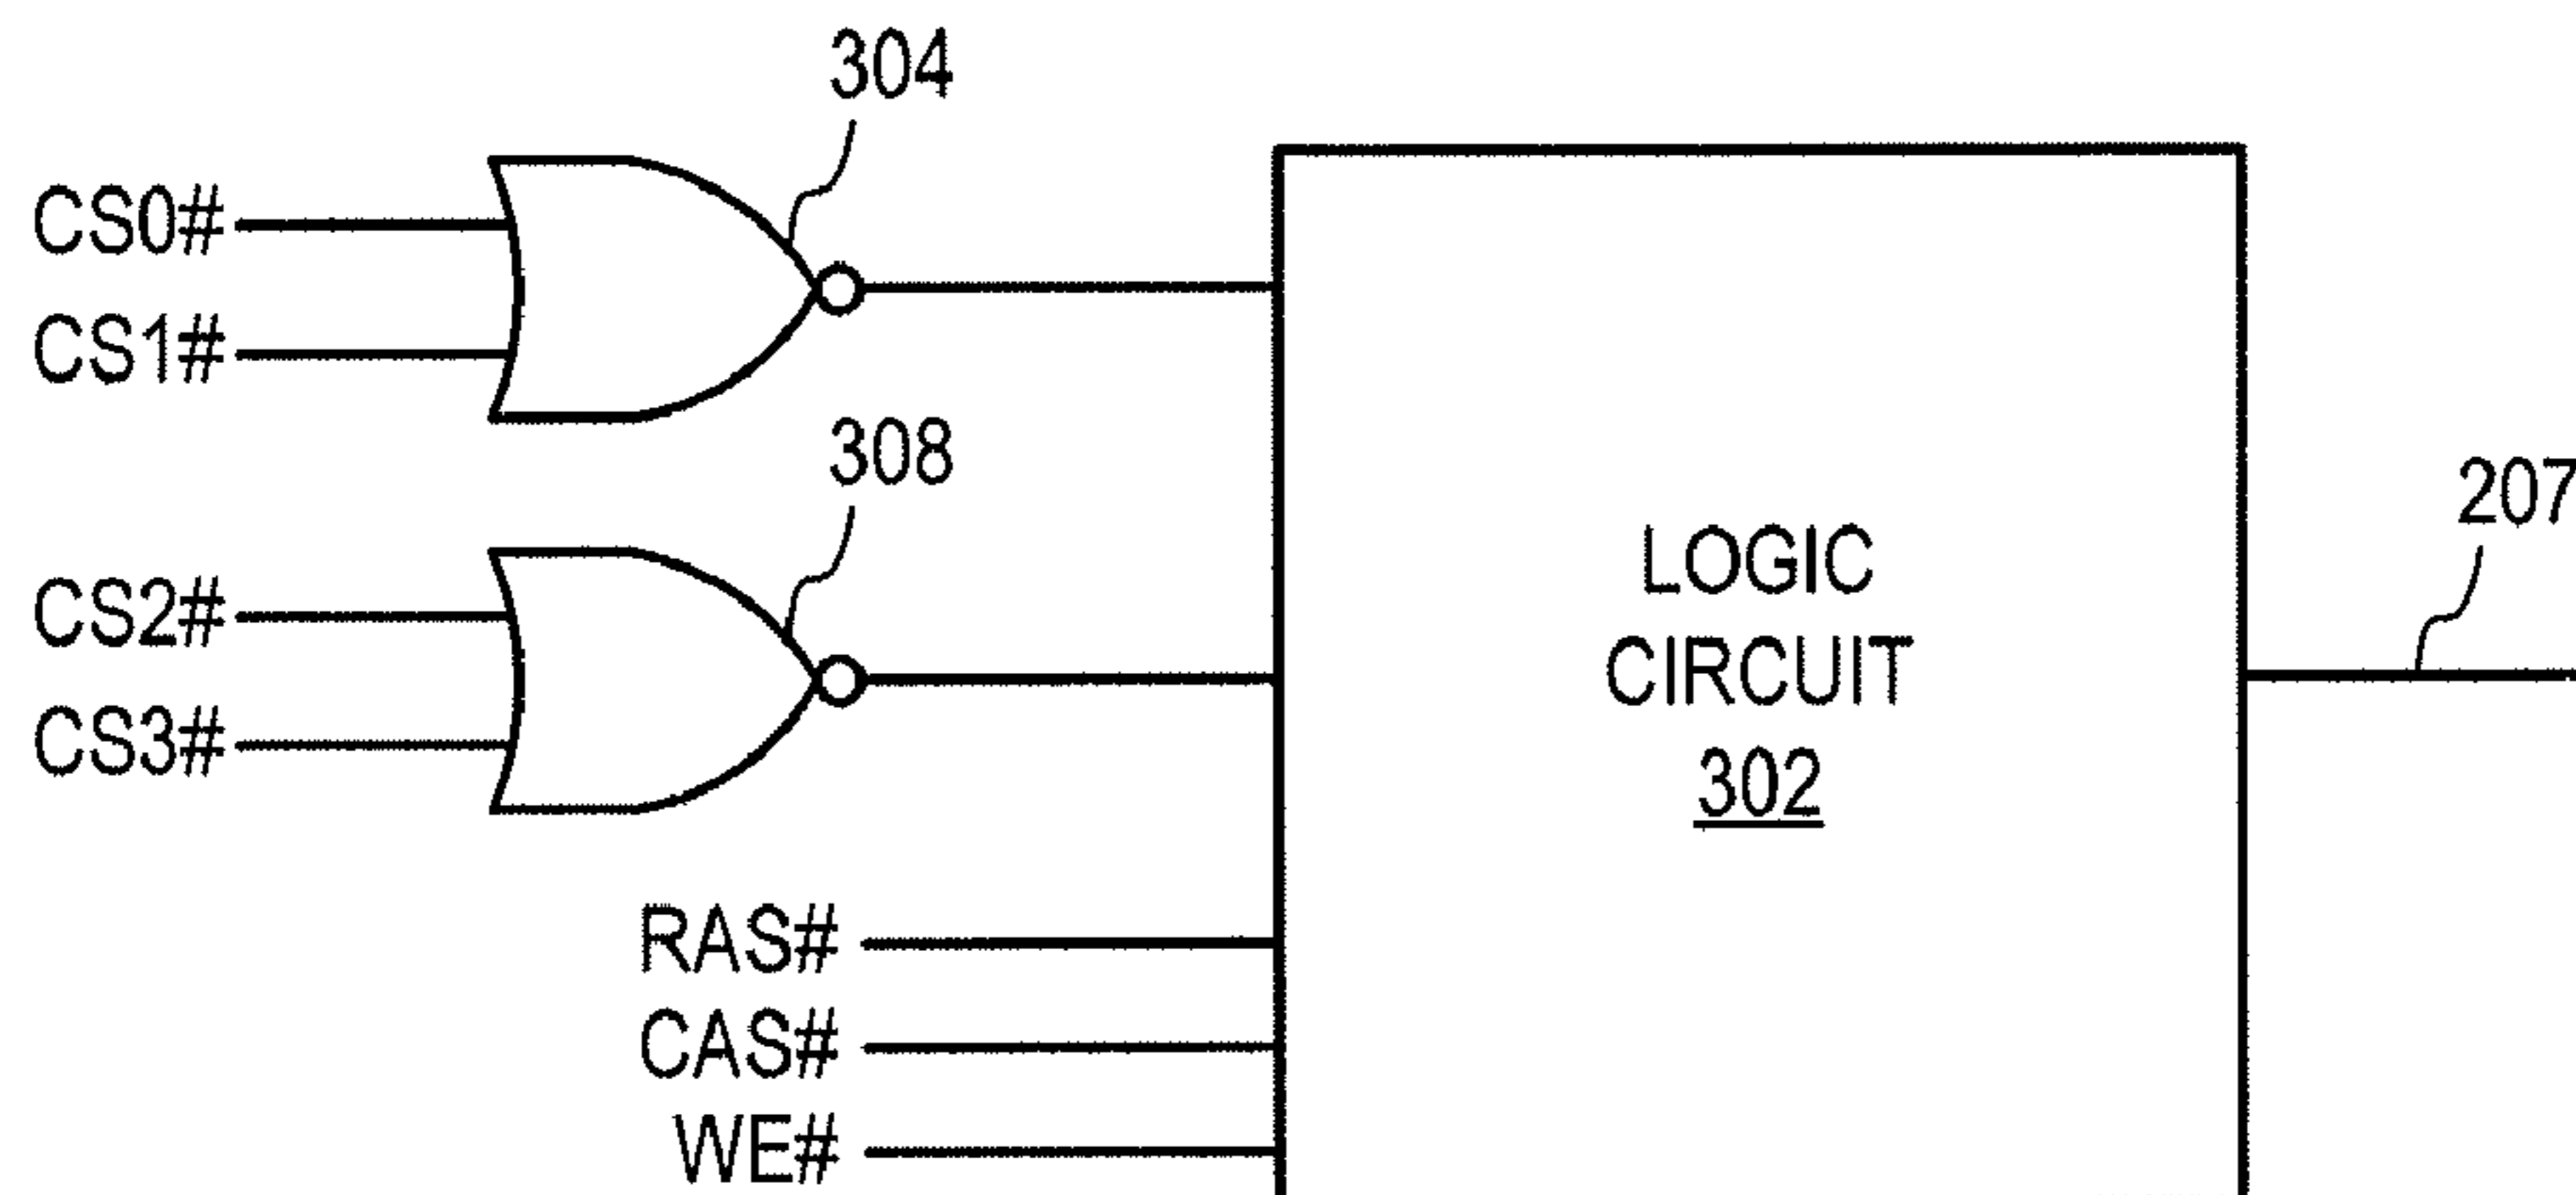 304
CS0#
CS1#
308
CS2#
CS3#
LOGIC
CIRCUIT
302
207
RAS#
CAS#
WE#